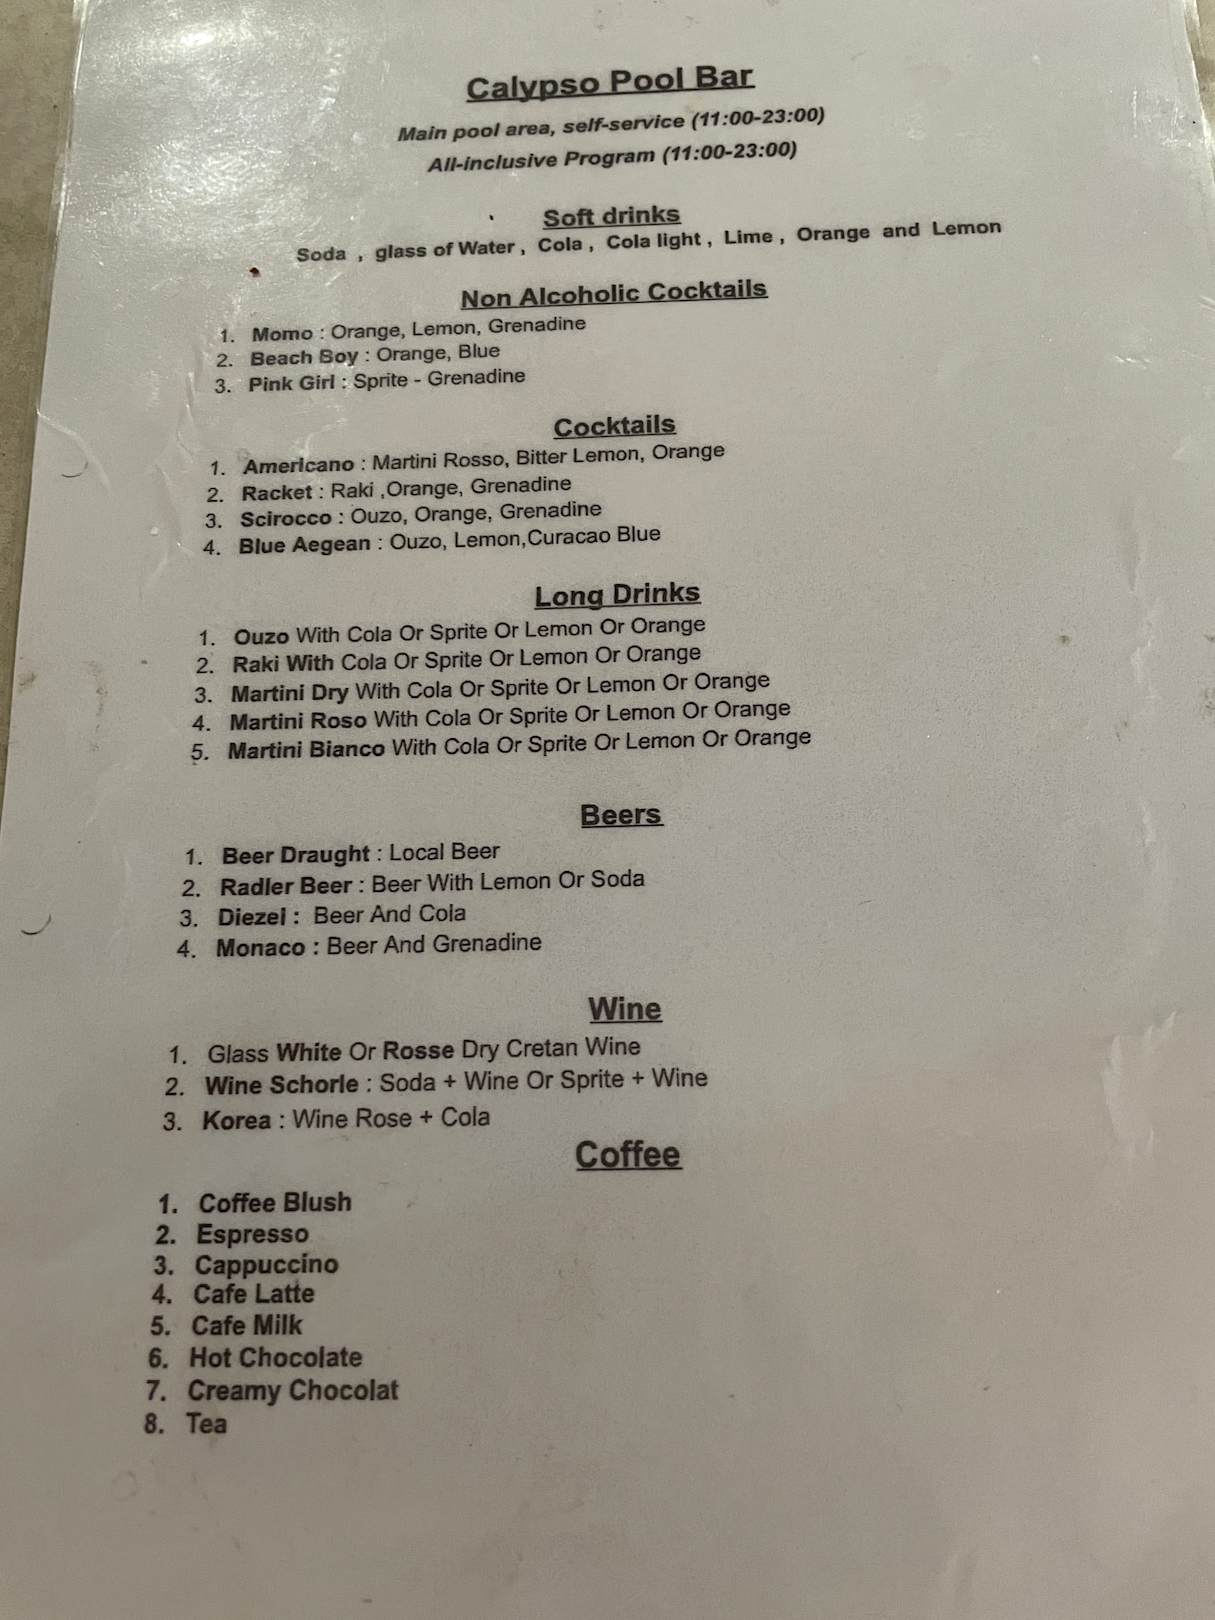 Calypso Pool Bar
Main pool area, self-service (11:00-23:00)
All-inclusive Program (11:00-23:00)
Soft drinks
Soda , glass of Water , Cola , Cola light , Lime , Orange and Lemon
Non Alcoholic Cocktails
1. Momo : Orange, Lemon, Grenadine
2. Beach Boy : Orange, Blue
3. Pink Girl : Sprite - Grenadine
Cocktails
1. Americano : Martini Rosso, Bitter Lemon, Orange
2. Racket : Raki ,Orange, Grenadine
3. Scirocco : Ouzo, Orange, Grenadine
4. Blue Aegean : Ouzo, Lemon,Curacao Blue
Long Drinks
1. Ouzo With Cola Or Sprite Or Lemon Or Orange
2. Raki With Cola Or Sprite Or Lemon Or Orange
3. Martini Dry With Cola Or Sprite Or Lemon Or Orange
4. Martini Roso With Cola Or Sprite Or Lemon Or Orange
5. Martini Bianco With Cola Or Sprite Or Lemon Or Orange
Beers
1. Beer Draught : Local Beer
2. Radler Beer : Beer With Lemon Or Soda
3. Diezel : Beer And Cola
4. Monaco : Beer And Grenadine
Wine
1. Glass White Or Rosse Dry Cretan Wine
2. Wine Schorle : Soda + Wine Or Sprite + Wine
3. Korea : Wine Rose + Cola
Coffee
1. Coffee Blush
2. Espresso
3. Cappuccino
4. Cafe Latte
5. Cafe Milk
6. Hot Chocolate
7. Creamy Chocolat
8. Tea